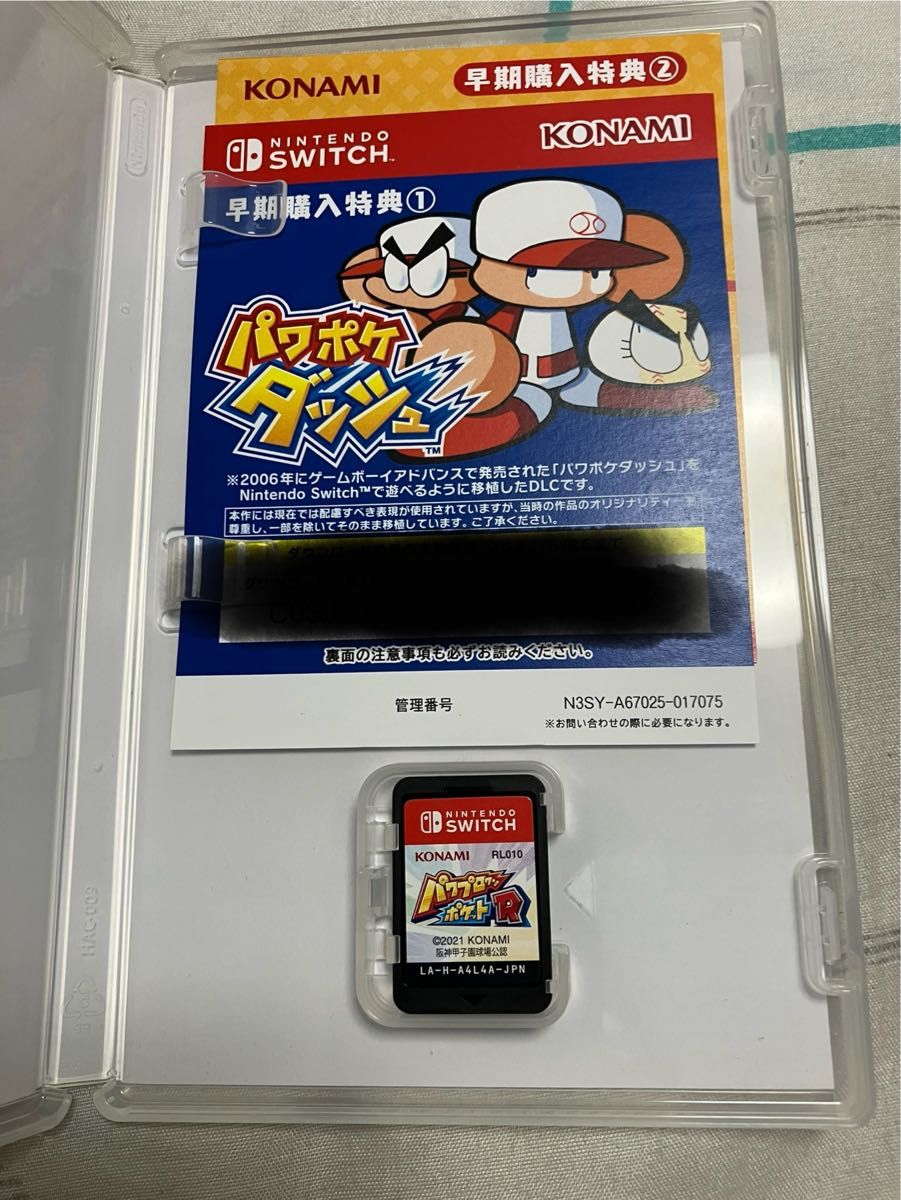 KONAMI
早期購入特典②
NINTENDO
SWITCH™
KONAMI
早期購入特典①
パワポケ
ダッシュ™
※2006年にゲームボーイアドバンスで発売された「パワポケダッシュ」を
Nintendo Switch™で遊べるように移植したDLCです。
本作には現在では配慮すべき表現が使用されていますが、当時の作品のオリジナリティーを
尊重し、一部を除いてそのまま移植しています。ご了承ください。
裏面の注意事項も必ずお読みください。
管理番号
N3SY-A67025-017075
※お問い合わせの際に必要になります。
Nintendo
HAC-009
NINTENDO
SWITCH
KONAMI
RL010
パワプロクン
ポケットR
©2021 KONAMI
阪神甲子園球場公認
LA-H-A4L4A-JPN